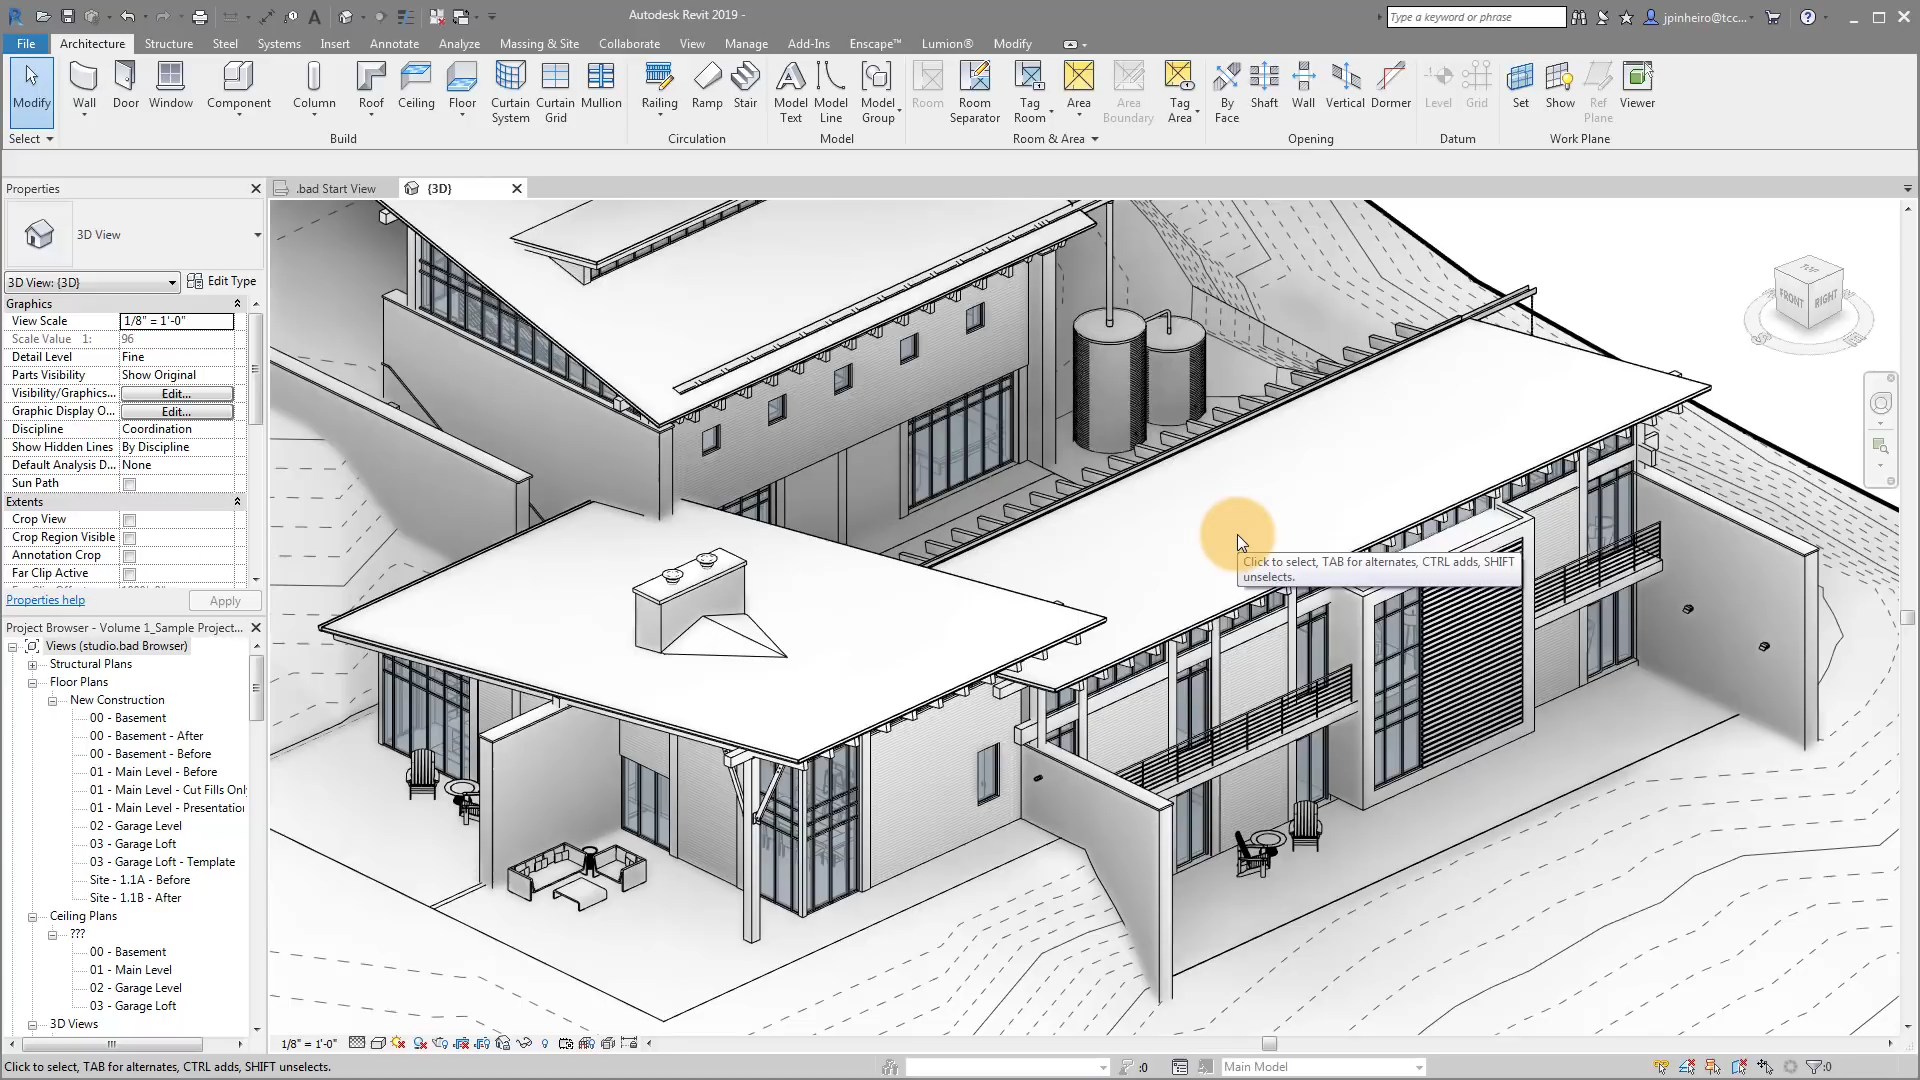 Autodesk Revit 2019 -
Type a keyword or phrase
jpinheiro@tcc...
File Architecture Structure Steel Systems Insert Annotate Analyze Massing & Site Collaborate View Manage Add-Ins Enscape™ Lumion® Modify
Modify
Wall
Door
Window
Component
Column
Roof
Ceiling
Floor
Curtain
System
Curtain
Grid
Mullion
Railing
Ramp
Stair
Model
Text
Model
Line
Model
Group
Room
Room
Separator
Tag
Room
Area
Area
Boundary
Tag
Area
By
Face
Shaft
Wall
Vertical
Dormer
Level
Grid
Set
Show
Ref
Plane
Viewer
Select Build Circulation Model Room & Area Opening Datum Work Plane
Properties
.bad Start View
{3D}
3D View
3D View: {3D}
Edit Type
Graphics
View Scale 1/8" = 1'-0"
Scale Value 1: 96
Detail Level Fine
Parts Visibility Show Original
Visibility/Graphics... Edit...
Graphic Display O... Edit...
Discipline Coordination
Show Hidden Lines By Discipline
Default Analysis D... None
Sun Path
Extents
Crop View
Crop Region Visible
Annotation Crop
Far Clip Active
Properties help
Apply
Project Browser - Volume 1_Sample Project...
Views (studio.bad Browser)
Structural Plans
Floor Plans
New Construction
00 - Basement
00 - Basement - After
00 - Basement - Before
01 - Main Level - Before
01 - Main Level - Cut Fills Onl
01 - Main Level - Presentation
02 - Garage Level
03 - Garage Loft
03 - Garage Loft - Template
Site - 1.1A - Before
Site - 1.1B - After
Ceiling Plans
???
00 - Basement
01 - Main Level
02 - Garage Level
03 - Garage Loft
3D Views
TOP
FRONT
RIGHT
Click to select, TAB for alternates, CTRL adds, SHIFT
unselects.
1/8" = 1'-0"
Click to select, TAB for alternates, CTRL adds, SHIFT unselects.
:0
Main Model
:0